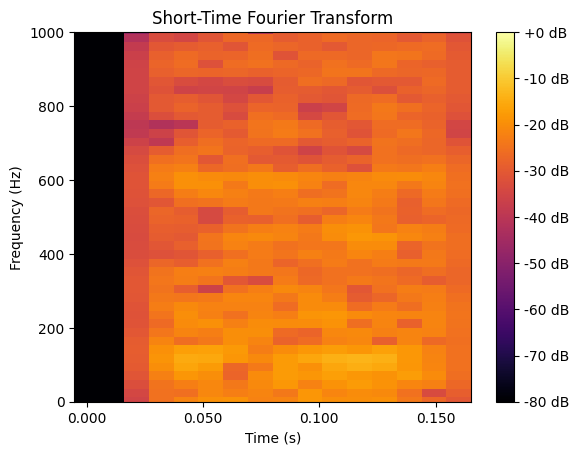 Short-Time Fourier Transform
1000
800
600
400
200
0
Frequency (Hz)
0.000
0.050
0.100
0.150
Time (s)
+0 dB
-10 dB
-20 dB
-30 dB
-40 dB
-50 dB
-60 dB
-70 dB
-80 dB